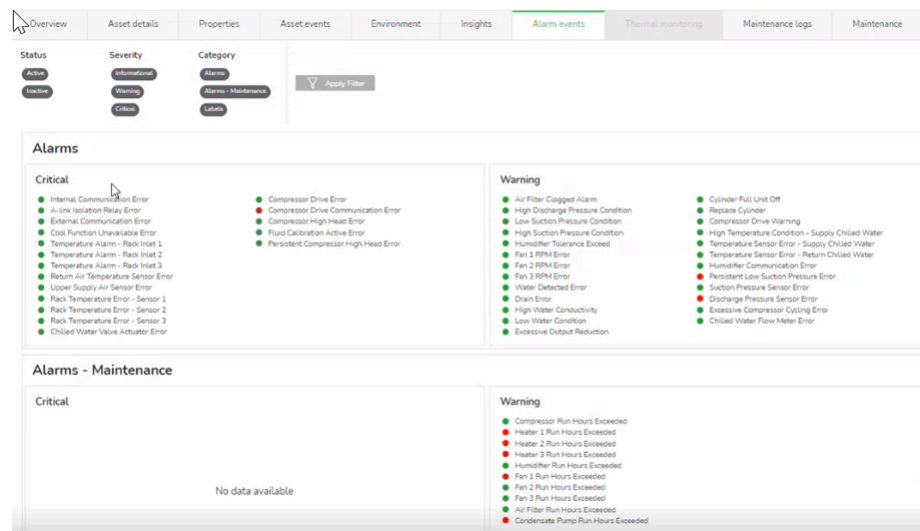 Overview Asset details Properties Asset events Environment Insights Alarm events Thermal monitoring Maintenance logs Maintenance
Status Severity Category
Active Informational Alarms
Inactive Warning Alarms - Maintenance
Critical Labels
Apply Filter
Alarms
Critical
Internal Communication Error
A-link Isolation Relay Error
External Communication Error
Cool Function Unavailable Error
Temperature Alarm - Rack Inlet 1
Temperature Alarm - Rack Inlet 2
Temperature Alarm - Rack Inlet 3
Return Air Temperature Sensor Error
Upper Supply Air Sensor Error
Rack Temperature Error - Sensor 1
Rack Temperature Error - Sensor 2
Rack Temperature Error - Sensor 3
Chilled Water Valve Actuator Error
Compressor Drive Error
Compressor Drive Communication Error
Compressor High Head Error
Fluid Calibration Active Error
Persistent Compressor High Head Error
Warning
Air Filter Clogged Alarm
High Discharge Pressure Condition
Low Suction Pressure Condition
High Suction Pressure Condition
Humidifier Tolerance Exceed
Fan 1 RPM Error
Fan 2 RPM Error
Fan 3 RPM Error
Water Detected Error
Drain Error
High Water Conductivity
Low Water Condition
Excessive Output Reduction
Cylinder Full Unit Off
Replace Cylinder
Compressor Drive Warning
High Temperature Condition - Supply Chilled Water
Temperature Sensor Error - Supply Chilled Water
Temperature Sensor Error - Return Chilled Water
Humidifier Communication Error
Persistent Low Suction Pressure Error
Suction Pressure Sensor Error
Discharge Pressure Sensor Error
Excessive Compressor Cycling Error
Chilled Water Flow Meter Error
Alarms - Maintenance
Critical
No data available
Warning
Compressor Run Hours Exceeded
Heater 1 Run Hours Exceeded
Heater 2 Run Hours Exceeded
Heater 3 Run Hours Exceeded
Humidifier Run Hours Exceeded
Fan 1 Run Hours Exceeded
Fan 2 Run Hours Exceeded
Fan 3 Run Hours Exceeded
Air Filter Run Hours Exceeded
Condensate Pump Run Hours Exceeded